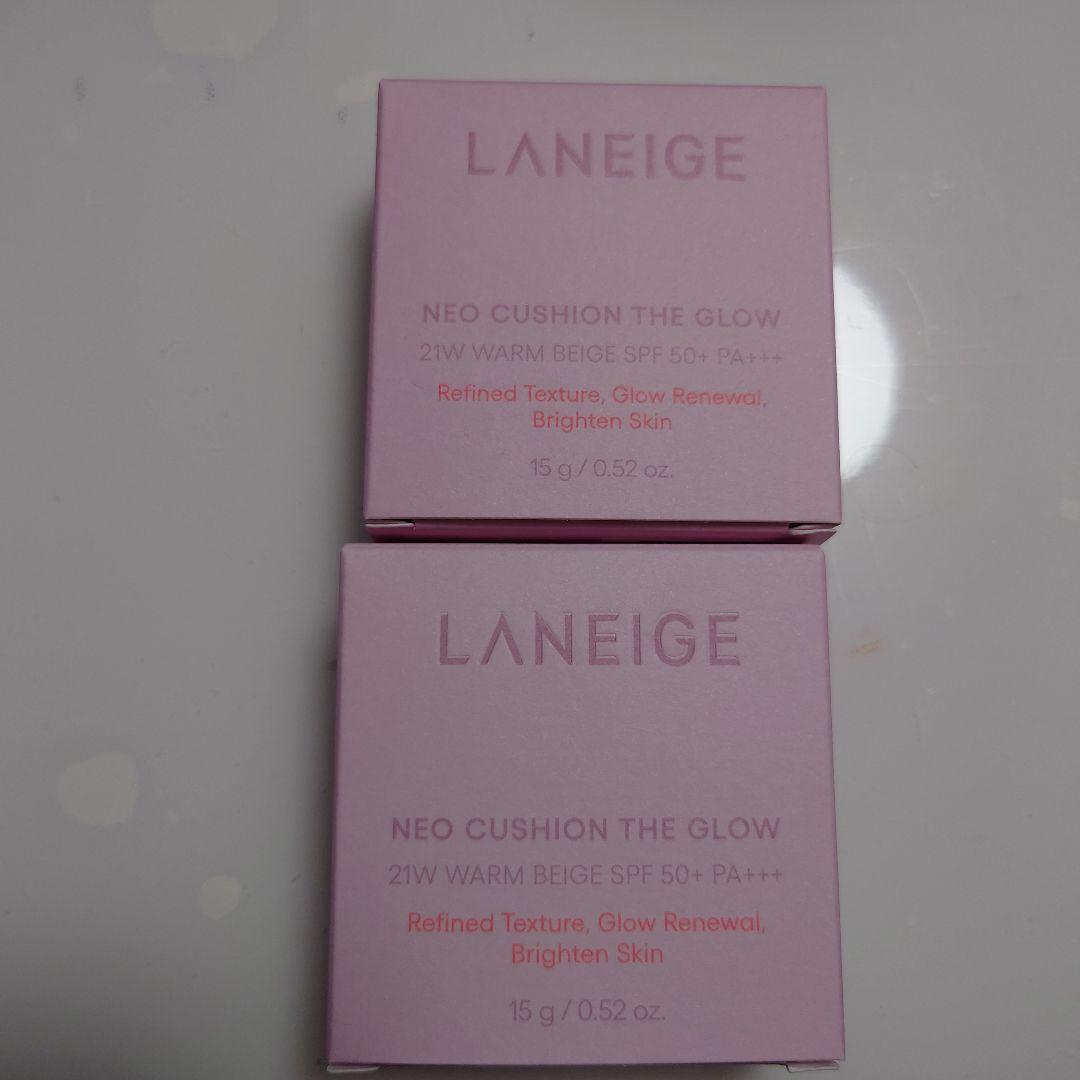 LANEIGE
NEO CUSHION THE GLOW
21W WARM BEIGE SPF 50+ PA+++
Refined Texture, Glow Renewal,
Brighten Skin
15 g / 0.52 oz.
LANEIGE
NEO CUSHION THE GLOW
21W WARM BEIGE SPF 50+ PA+++
Refined Texture, Glow Renewal,
Brighten Skin
15 g / 0.52 oz.